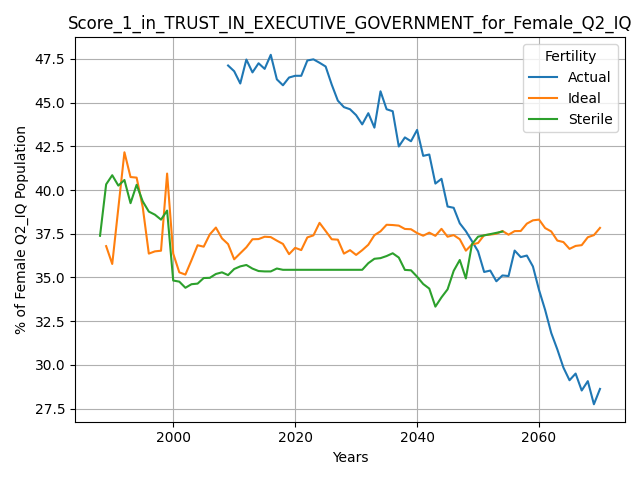 Score_1_in_TRUST_IN_EXECUTIVE_GOVERNMENT_for_Female_Q2_IQ
Fertility
Actual
Ideal
Sterile
% of Female Q2_IQ Population
47.5
45.0
42.5
40.0
37.5
35.0
32.5
30.0
27.5
2000 2020 2040 2060
Years